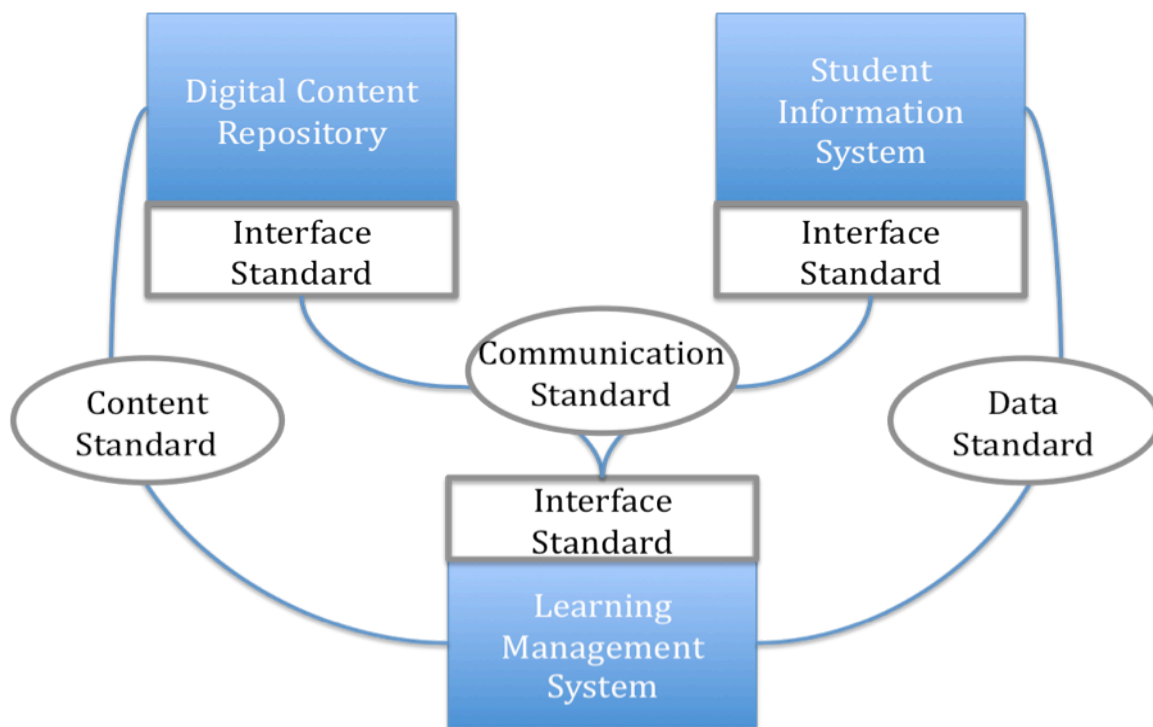 Digital Content
Repository
Student
Information
System
Interface
Standard
Interface
Standard
Communication
Standard
Content
Standard
Data
Standard
Interface
Standard
Learning
Management
System